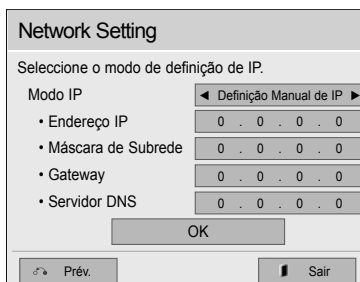 Network Setting
Seleccione o modo de definição de IP.
Modo IP ◄ Definição Manual de IP ►
• Endereço IP 0 . 0 . 0 . 0
• Máscara de Subrede 0 . 0 . 0 . 0
• Gateway 0 . 0 . 0 . 0
• Servidor DNS 0 . 0 . 0 . 0
OK
Prév. Sair